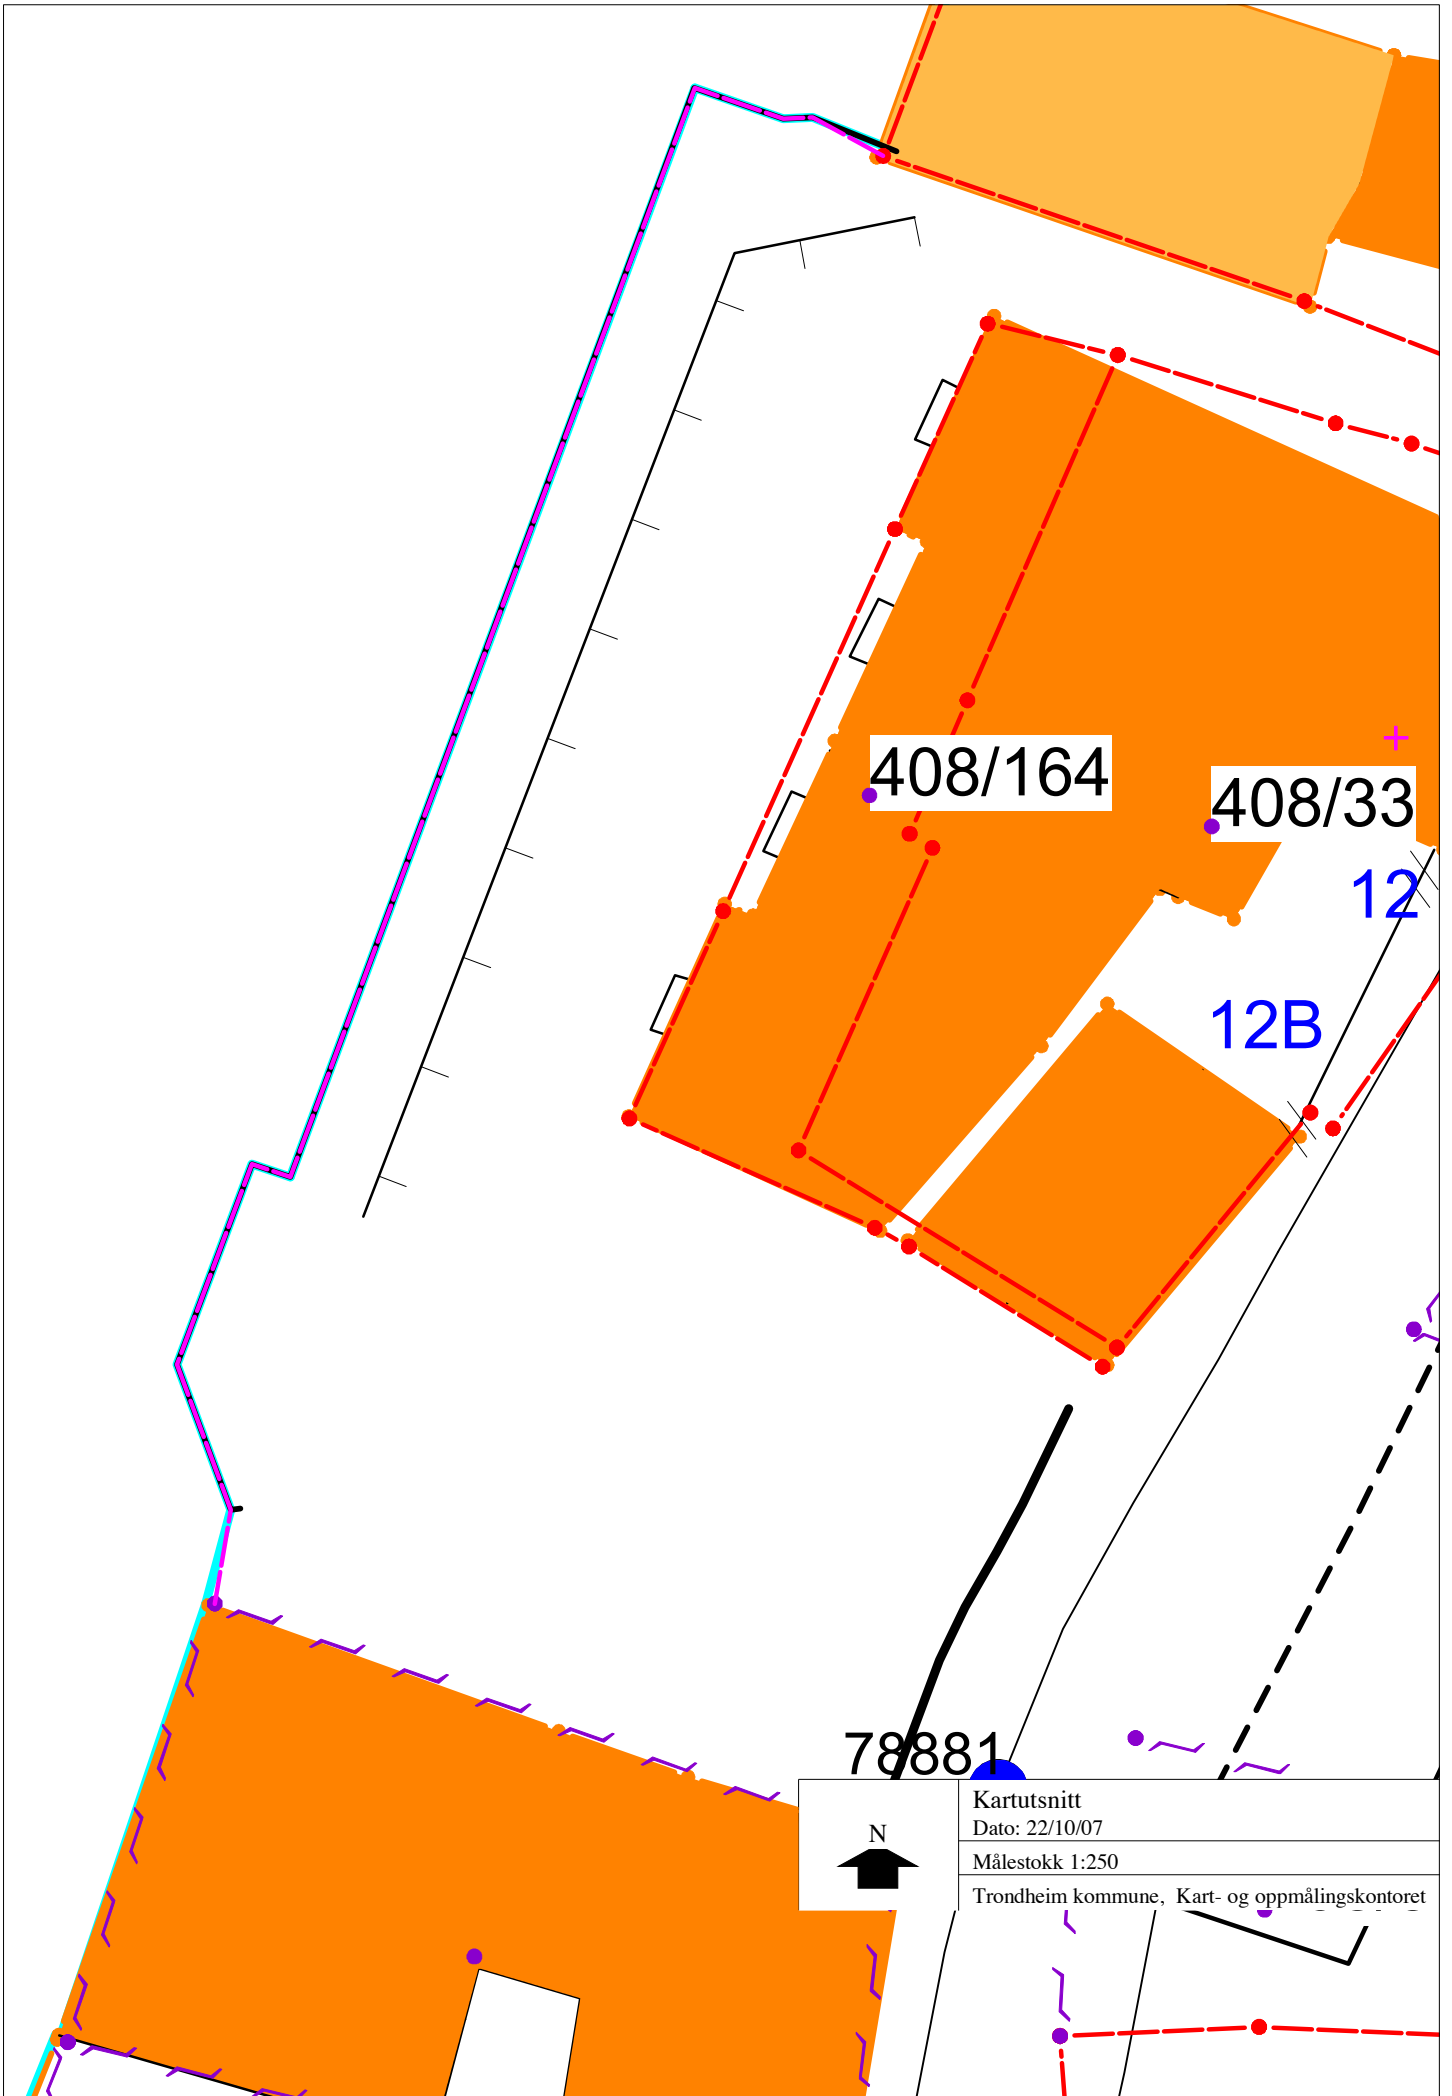 408/164
408/33
12
12B
78881
N
Kartutsnitt
Dato: 22/10/07
Målestokk 1:250
Trondheim kommune, Kart- og oppmålingskontoret